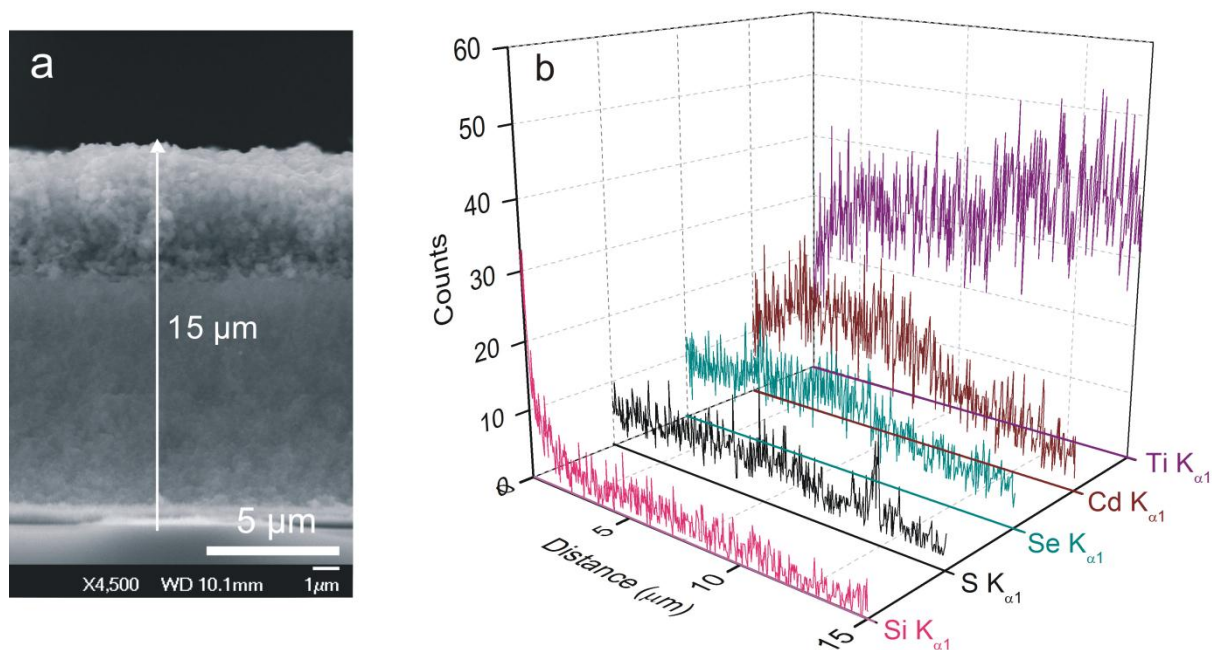 a
15 μm
5 μm
X4,500 WD 10.1mm 1μm
b
60
50
40
30
20
10
0
Counts
0
5
10
15
Distance (μm)
Ti Kα1
Cd Kα1
Se Kα1
S Kα1
Si Kα1